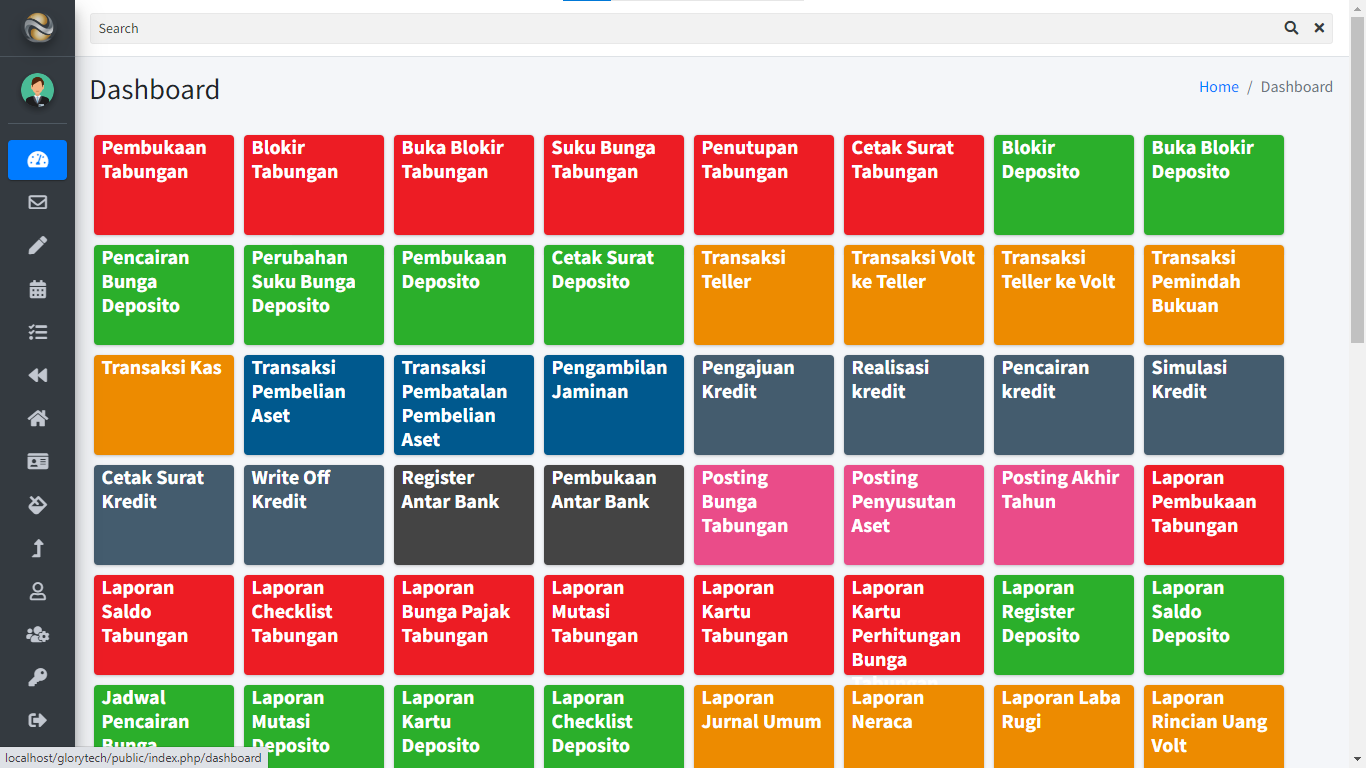 Search
Dashboard
Home / Dashboard
Pembukaan
Tabungan
Blokir
Tabungan
Buka Blokir
Tabungan
Suku Bunga
Tabungan
Penutupan
Tabungan
Cetak Surat
Tabungan
Blokir
Deposito
Buka Blokir
Deposito
Pencairan
Bunga
Deposito
Perubahan
Suku Bunga
Deposito
Pembukaan
Deposito
Cetak Surat
Deposito
Transaksi
Teller
Transaksi Volt
ke Teller
Transaksi
Teller ke Volt
Transaksi
Pemindah
Bukuan
Transaksi Kas
Transaksi
Pembelian
Aset
Transaksi
Pembatalan
Pembelian
Aset
Pengambilan
Jaminan
Pengajuan
Kredit
Realisasi
kredit
Pencairan
kredit
Simulasi
Kredit
Cetak Surat
Kredit
Write Off
Kredit
Register
Antar Bank
Pembukaan
Antar Bank
Posting
Bunga
Tabungan
Posting
Penyusutan
Aset
Posting Akhir
Tahun
Laporan
Pembukaan
Tabungan
Laporan
Saldo
Tabungan
Laporan
Checklist
Tabungan
Laporan
Bunga Pajak
Tabungan
Laporan
Mutasi
Tabungan
Laporan
Kartu
Tabungan
Laporan
Kartu
Perhitungan
Bunga
Laporan
Register
Deposito
Laporan
Saldo
Deposito
Jadwal
Pencairan
Bunga
Laporan
Mutasi
Deposito
Laporan
Kartu
Deposito
Laporan
Checklist
Deposito
Laporan
Jurnal Umum
Laporan
Neraca
Laporan Laba
Rugi
Laporan
Rincian Uang
Volt
localhost/glorytech/public/index.php/dashboard